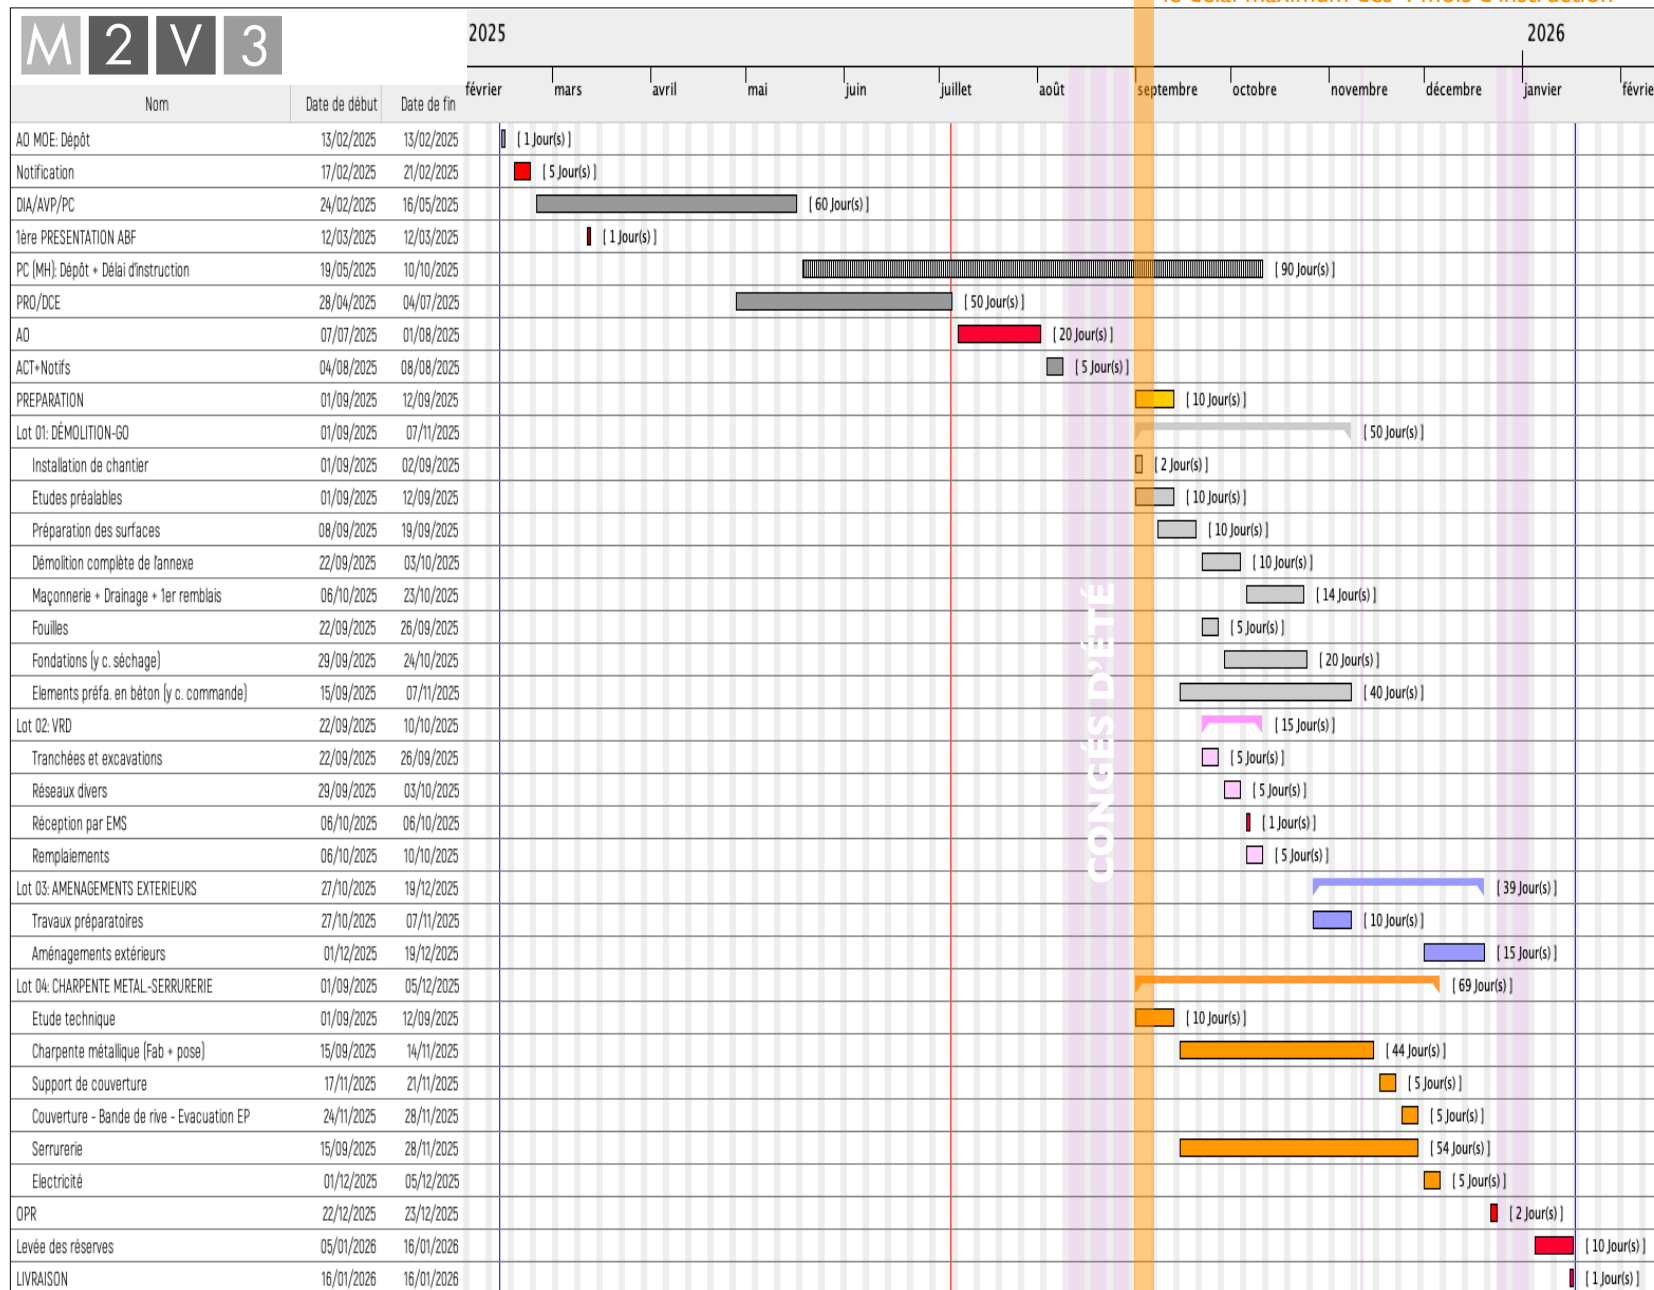 M 2 V 3
2025 2026
février mars avril mai juin juillet août septembre octobre novembre décembre janvier
Nom Date de début Date de fin
AO MOE: Dépôt 13/02/2025 13/02/2025 [ 1 Jour(s) ]
Notification 17/02/2025 21/02/2025 [ 5 Jour(s) ]
DIA/AVP/PC 24/02/2025 16/05/2025 [ 60 Jour(s) ]
1ère PRESENTATION ABF 12/03/2025 12/03/2025 [ 1 Jour(s) ]
PC (MH): Dépôt + Délai d'instruction 19/05/2025 10/10/2025 [ 90 Jour(s) ]
PRO/DCE 28/04/2025 04/07/2025 [ 50 Jour(s) ]
AO 07/07/2025 01/08/2025 [ 20 Jour(s) ]
ACT+Notifs 04/08/2025 08/08/2025 [ 5 Jour(s) ]
PREPARATION 01/09/2025 12/09/2025 [ 10 Jour(s) ]
Lot 01: DÉMOLITION-GO 01/09/2025 07/11/2025 [ 50 Jour(s) ]
Installation de chantier 01/09/2025 02/09/2025 [ 2 Jour(s) ]
Etudes préalables 01/09/2025 12/09/2025 [ 10 Jour(s) ]
Préparation des surfaces 08/09/2025 19/09/2025 [ 10 Jour(s) ]
Démolition complète de l'annexe 22/09/2025 03/10/2025 [ 10 Jour(s) ]
Maçonnerie + Drainage + 1er remblais 06/10/2025 23/10/2025 [ 14 Jour(s) ]
Fouilles 22/09/2025 26/09/2025 [ 5 Jour(s) ]
Fondations (y c. séchage) 29/09/2025 24/10/2025 [ 20 Jour(s) ]
Elements préfa. en béton (y c. commande) 15/09/2025 07/11/2025 [ 40 Jour(s) ]
Lot 02: VRD 22/09/2025 10/10/2025 [ 15 Jour(s) ]
Tranchées et excavations 22/09/2025 26/09/2025 [ 5 Jour(s) ]
Réseaux divers 29/09/2025 03/10/2025 [ 5 Jour(s) ]
Réception par EMS 06/10/2025 06/10/2025 [ 1 Jour(s) ]
Remplaiements 06/10/2025 10/10/2025 [ 5 Jour(s) ]
Lot 03: AMENAGEMENTS EXTERIEURS 27/10/2025 19/12/2025 [ 39 Jour(s) ]
Travaux préparatoires 27/10/2025 07/11/2025 [ 10 Jour(s) ]
Aménagements extérieurs 01/12/2025 19/12/2025 [ 15 Jour(s) ]
Lot 04: CHARPENTE METAL-SERRURERIE 01/09/2025 05/12/2025 [ 69 Jour(s) ]
Etude technique 01/09/2025 12/09/2025 [ 10 Jour(s) ]
Charpente métallique (Fab + pose) 15/09/2025 14/11/2025 [ 44 Jour(s) ]
Support de couverture 17/11/2025 21/11/2025 [ 5 Jour(s) ]
Couverture - Bande de rive - Evacuation EP 24/11/2025 28/11/2025 [ 5 Jour(s) ]
Serrurerie 15/09/2025 28/11/2025 [ 54 Jour(s) ]
Electricité 01/12/2025 05/12/2025 [ 5 Jour(s) ]
OPR 22/12/2025 23/12/2025 [ 2 Jour(s) ]
Levée des réserves 05/01/2026 16/01/2026 [ 10 Jour(s) ]
LIVRAISON 16/01/2026 16/01/2026 [ 1 Jour(s) ]
CONGÉS D'ÉTÉ